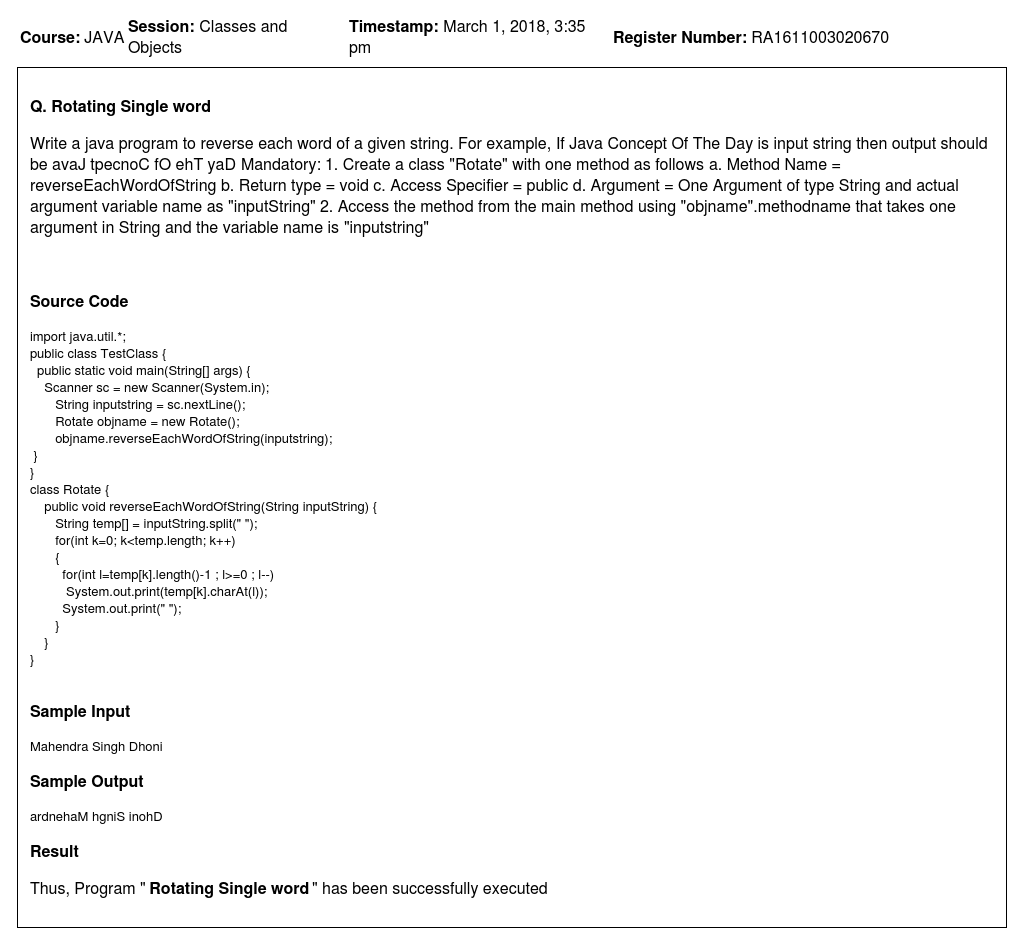 Course: JAVA Session: Classes and Objects Timestamp: March 1, 2018, 3:35 pm Register Number: RA1611003020670
Q. Rotating Single word
Write a java program to reverse each word of a given string. For example, If Java Concept Of The Day is input string then output should
be avaJ tpecnoC fO ehT yaD Mandatory: 1. Create a class "Rotate" with one method as follows a. Method Name =
reverseEachWordOfString b. Return type = void c. Access Specifier = public d. Argument = One Argument of type String and actual
argument variable name as "inputString" 2. Access the method from the main method using "objname".methodname that takes one
argument in String and the variable name is "inputstring"
Source Code
import java.util.*;
public class TestClass {
public static void main(String[] args) {
Scanner sc = new Scanner(System.in);
String inputstring = sc.nextLine();
Rotate objname = new Rotate();
objname.reverseEachWordOfString(inputstring);
}
}
class Rotate {
public void reverseEachWordOfString(String inputString) {
String temp[] = inputString.split(" ");
for(int k=0; k<temp.length; k++)
{
for(int l=temp[k].length()-1 ; l>=0 ; l--)
System.out.print(temp[k].charAt(l));
System.out.print(" ");
}
}
}
Sample Input
Mahendra Singh Dhoni
Sample Output
ardnehaM hgniS inohD
Result
Thus, Program " Rotating Single word " has been successfully executed